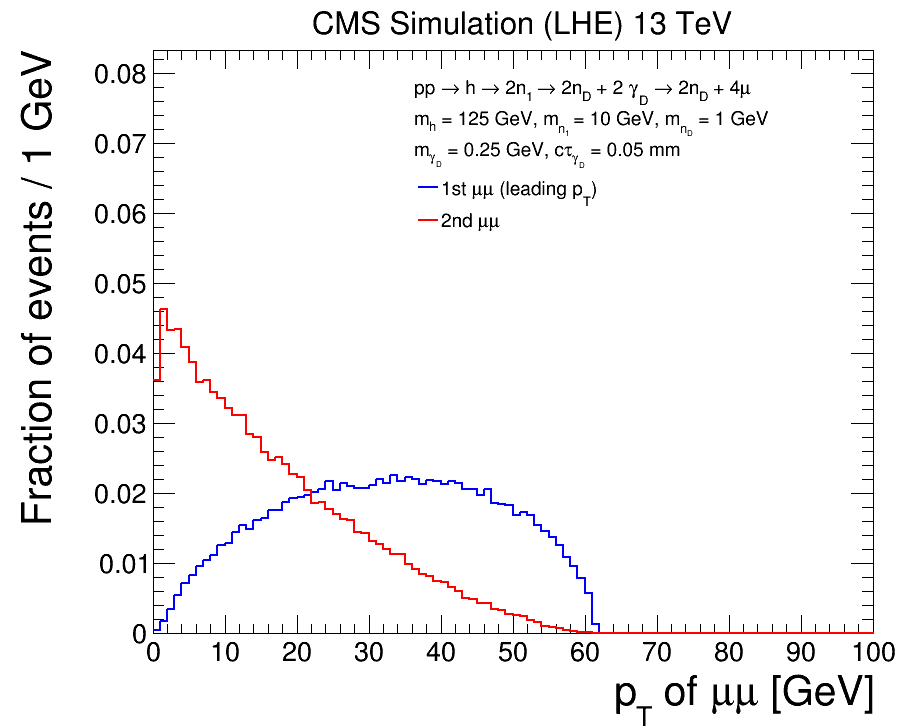 CMS Simulation (LHE) 13 TeV
Fraction of events / 1 GeV
0.08
0.07
0.06
0.05
0.04
0.03
0.02
0.01
0
pp → h → 2n1 → 2nD + 2 γD → 2nD + 4μ
mh = 125 GeV, mn1 = 10 GeV, mnD = 1 GeV
mγD = 0.25 GeV, cτγD = 0.05 mm
1st μμ (leading pT)
2nd μμ
0 10 20 30 40 50 60 70 80 90 100
pT of μμ [GeV]